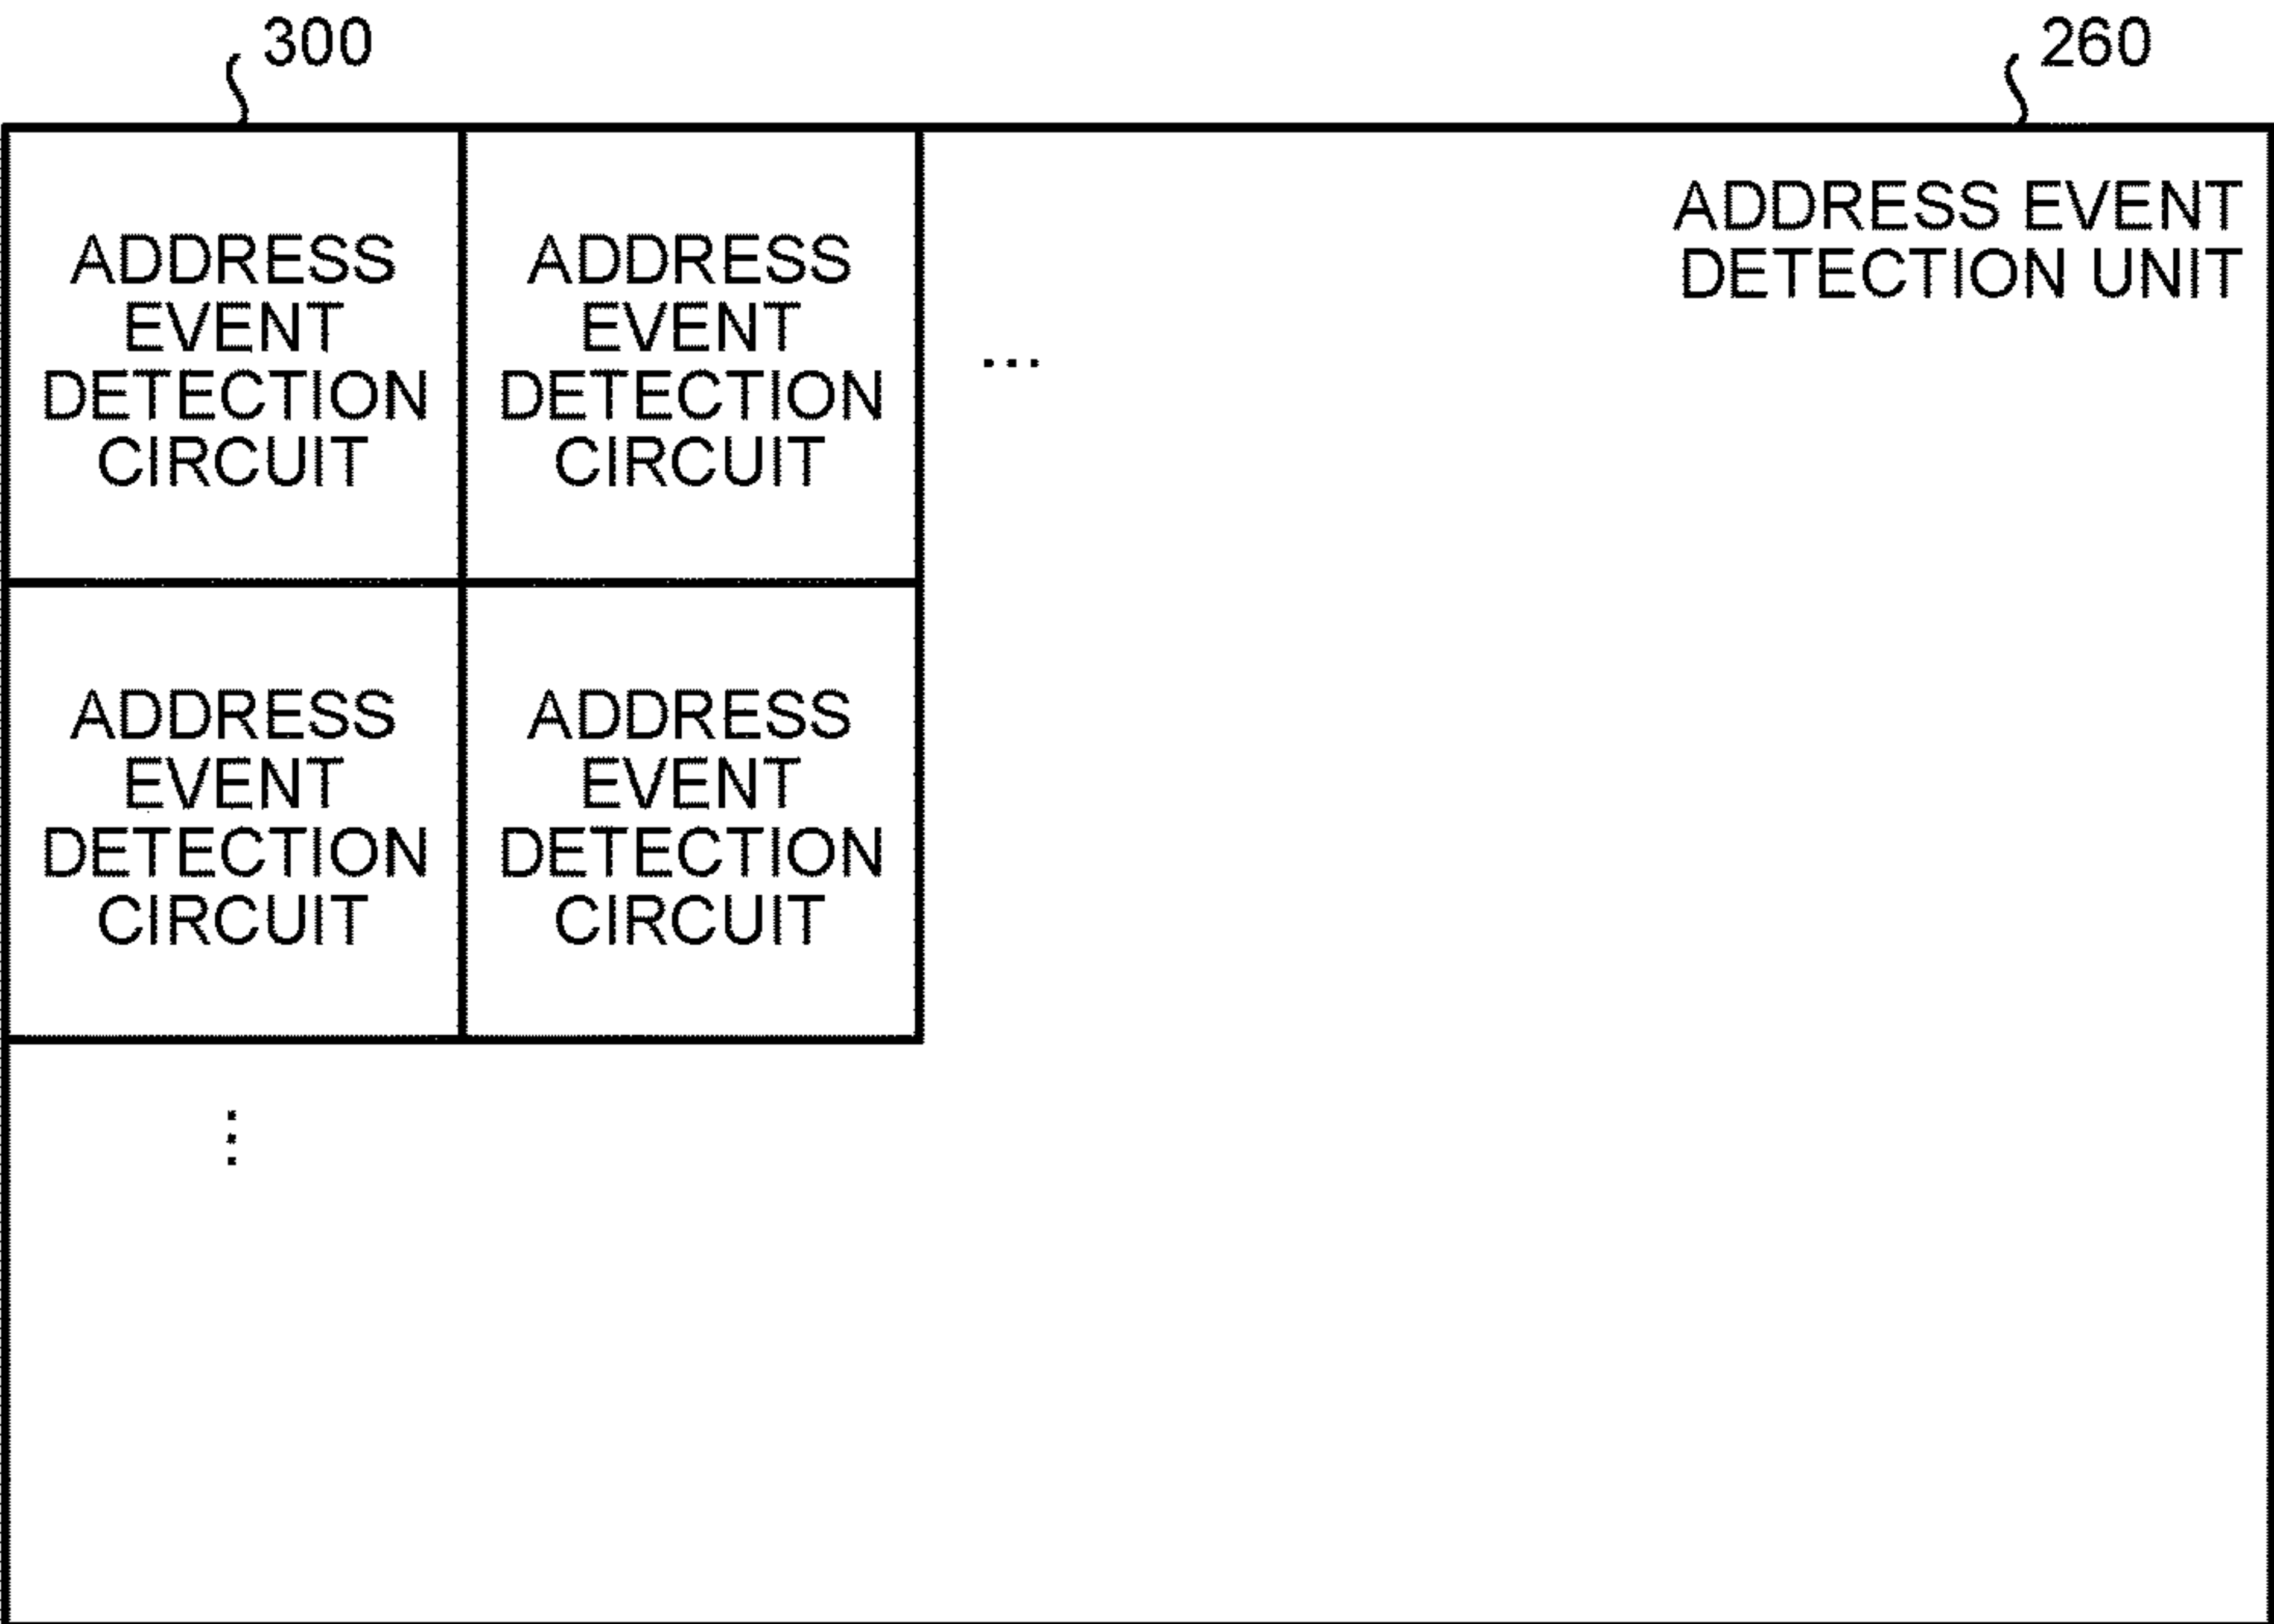 300
260
ADDRESS
EVENT
DETECTION
CIRCUIT
ADDRESS
EVENT
DETECTION
CIRCUIT
...
ADDRESS EVENT
DETECTION UNIT
ADDRESS
EVENT
DETECTION
CIRCUIT
ADDRESS
EVENT
DETECTION
CIRCUIT
⋮